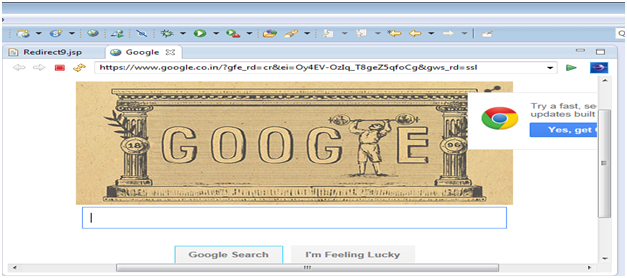 Redirect9.jsp Google
https://www.google.co.in/?gfe_rd=cr&ei=Oy4EV-OzIq_T8geZ5qfoCg&gws_rd=ssl
GOOGLE
18 96
Try a fast, se
updates built
Yes, get
Google Search I'm Feeling Lucky